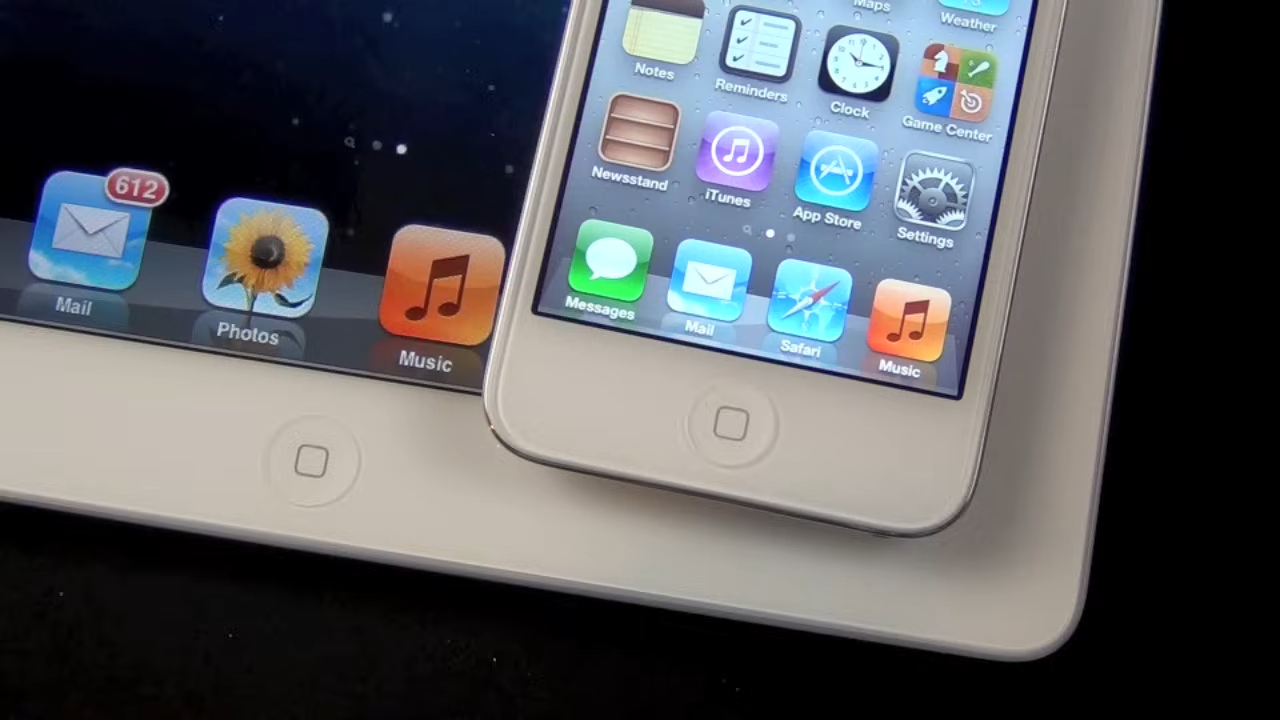 Maps
Weather
Notes
Reminders
Clock
Game Center
Newsstand
iTunes
App Store
Settings
Messages
Mail
Safari
Music
612
Mail
Photos
Music